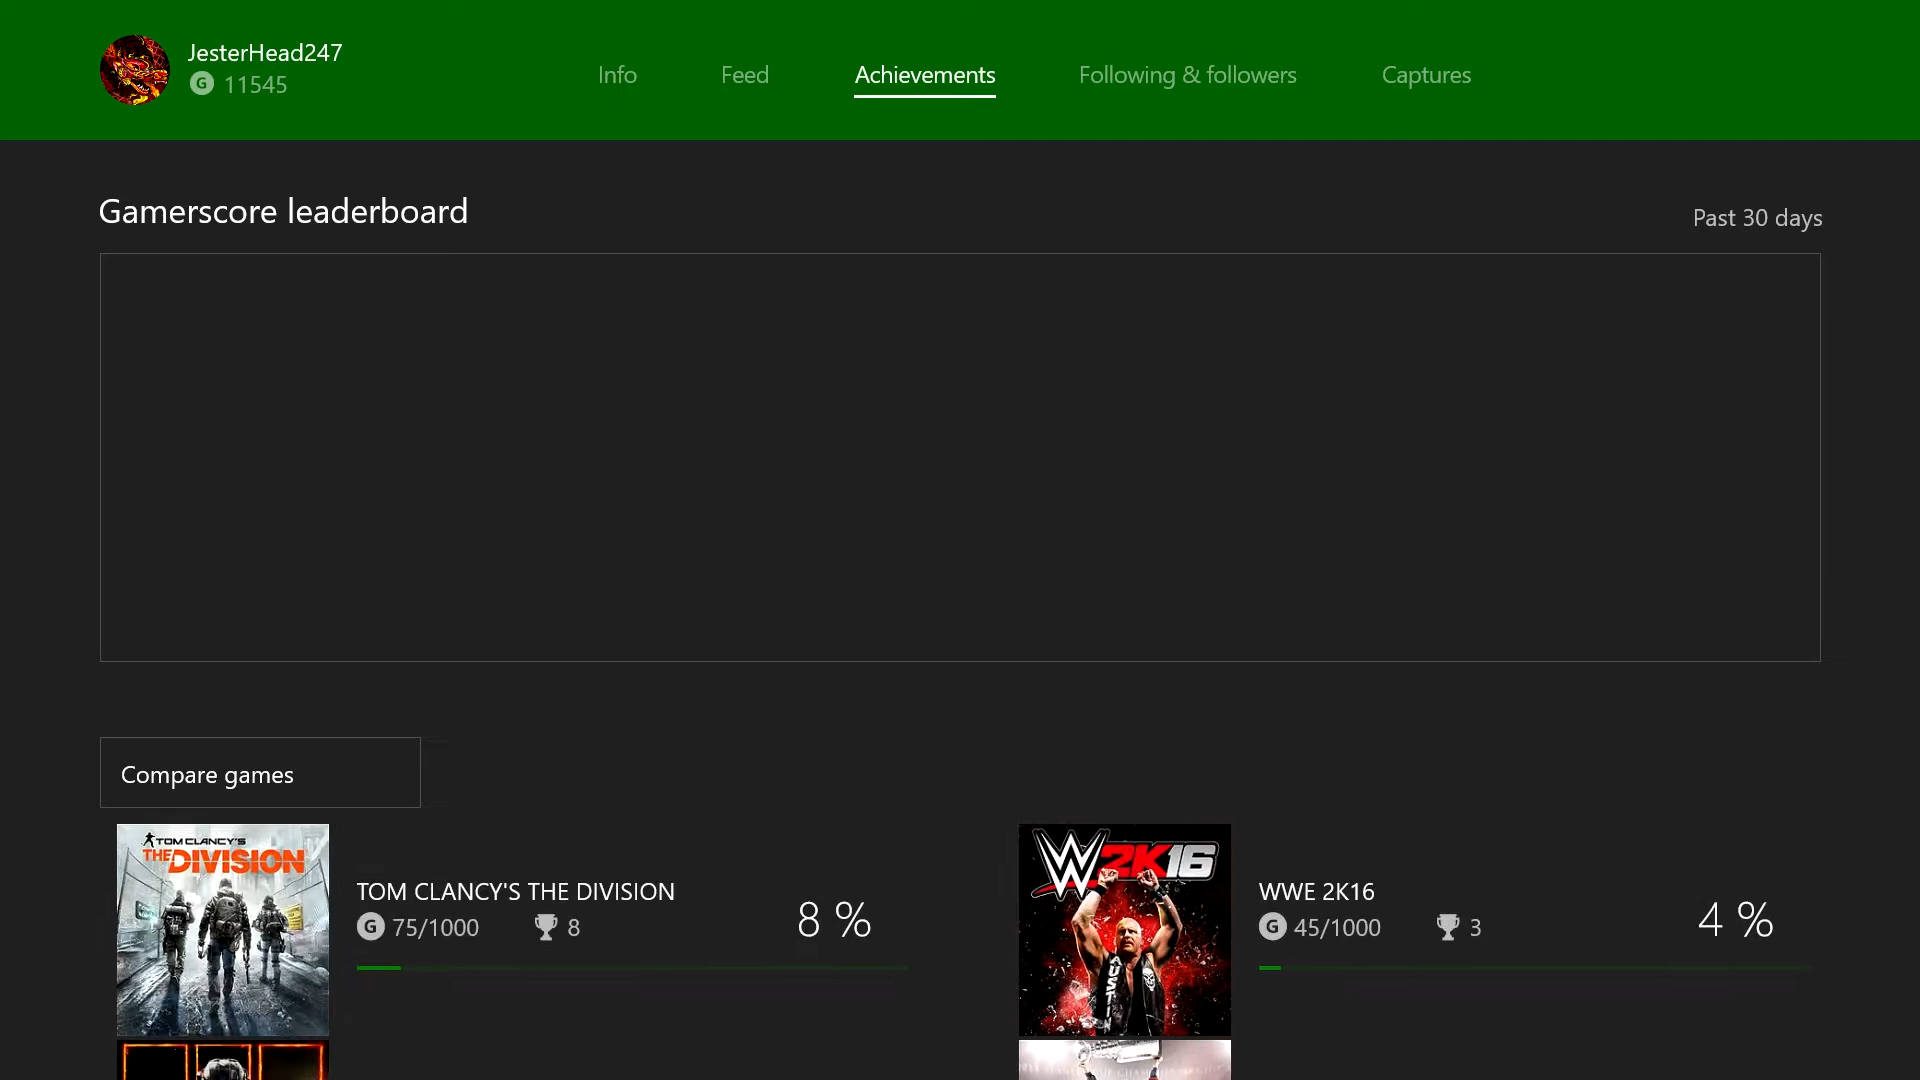 JesterHead247
G 11545
Info
Feed
Achievements
Following & followers
Captures
Gamerscore leaderboard
Past 30 days
Compare games
TOM CLANCY'S
THE DIVISION
TOM CLANCY'S THE DIVISION
G 75/1000 8
8 %
W 2K16
AUSTIN
WWE 2K16
G 45/1000 3
4 %